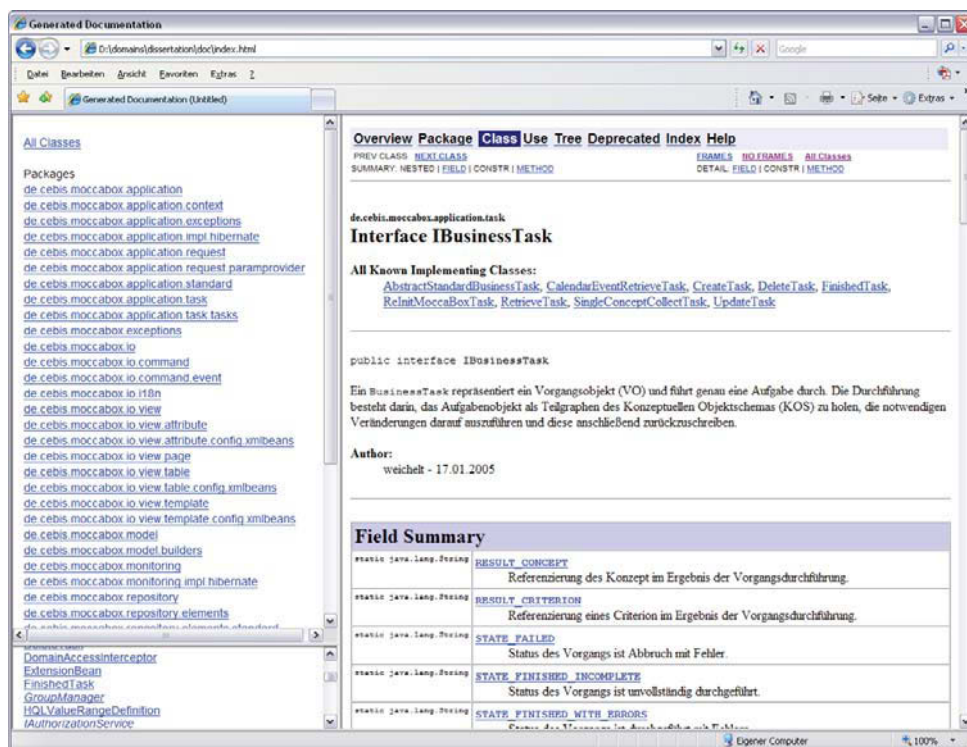 Generated Documentation
D:\domains\dissertation\doc\index.html
Google
Datei Bearbeiten Ansicht Favoriten Extras ?
Generated Documentation (Untitled)
Seite Extras
All Classes
Packages
de.cebis.moccabox.application
de.cebis.moccabox.application.context
de.cebis.moccabox.application.exceptions
de.cebis.moccabox.application.impl.hibernate
de.cebis.moccabox.application.request
de.cebis.moccabox.application.request.paramprovider
de.cebis.moccabox.application.standard
de.cebis.moccabox.application.task
de.cebis.moccabox.application.task.tasks
de.cebis.moccabox.exceptions
de.cebis.moccabox.io
de.cebis.moccabox.io.command
de.cebis.moccabox.io.command.event
de.cebis.moccabox.io.i18n
de.cebis.moccabox.io.view
de.cebis.moccabox.io.view.attribute
de.cebis.moccabox.io.view.attribute.config.xmlbeans
de.cebis.moccabox.io.view.page
de.cebis.moccabox.io.view.table
de.cebis.moccabox.io.view.table.config.xmlbeans
de.cebis.moccabox.io.view.template
de.cebis.moccabox.io.view.template.config.xmlbeans
de.cebis.moccabox.model
de.cebis.moccabox.model.builders
de.cebis.moccabox.monitoring
de.cebis.moccabox.monitoring.impl.hibernate
de.cebis.moccabox.repository
de.cebis.moccabox.repository.elements
DomainAccessInterceptor
ExtensionBean
FinishedTask
GroupManager
HQLValueRangeDefinition
IAuthorizationService
Overview Package Class Use Tree Deprecated Index Help
PREV CLASS NEXT CLASS FRAMES NO FRAMES All Classes
SUMMARY: NESTED | FIELD | CONSTR | METHOD DETAIL: FIELD | CONSTR | METHOD
de.cebis.moccabox.application.task
Interface IBusinessTask
All Known Implementing Classes:
AbstractStandardBusinessTask, CalendarEventRetrieveTask, CreateTask, DeleteTask, FinishedTask,
ReInitMoccaBoxTask, RetrieveTask, SingleConceptCollectTask, UpdateTask
public interface IBusinessTask
Ein BusinessTask repräsentiert ein Vorgangsobjekt (VO) und führt genau eine Aufgabe durch. Die Durchführung
besteht darin, das Aufgabenobjekt als Teilgraphen des Konzeptuellen Objektschemas (KOS) zu holen, die notwendigen
Veränderungen darauf auszuführen und diese anschließend zurückzuschreiben.
Author:
weichelt - 17.01.2005
Field Summary
static java.lang.String RESULT_CONCEPT
Referenzierung des Konzept im Ergebnis der Vorgangsdurchführung.
static java.lang.String RESULT_CRITERION
Referenzierung eines Criterion im Ergebnis der Vorgangsdurchführung.
static java.lang.String STATE_FAILED
Status des Vorgangs ist Abbruch mit Fehler.
static java.lang.String STATE_FINISHED_INCOMPLETE
Status des Vorgangs ist unvollständig durchgeführt.
static java.lang.String STATE_FINISHED_WITH_ERRORS
Eigener Computer 100%